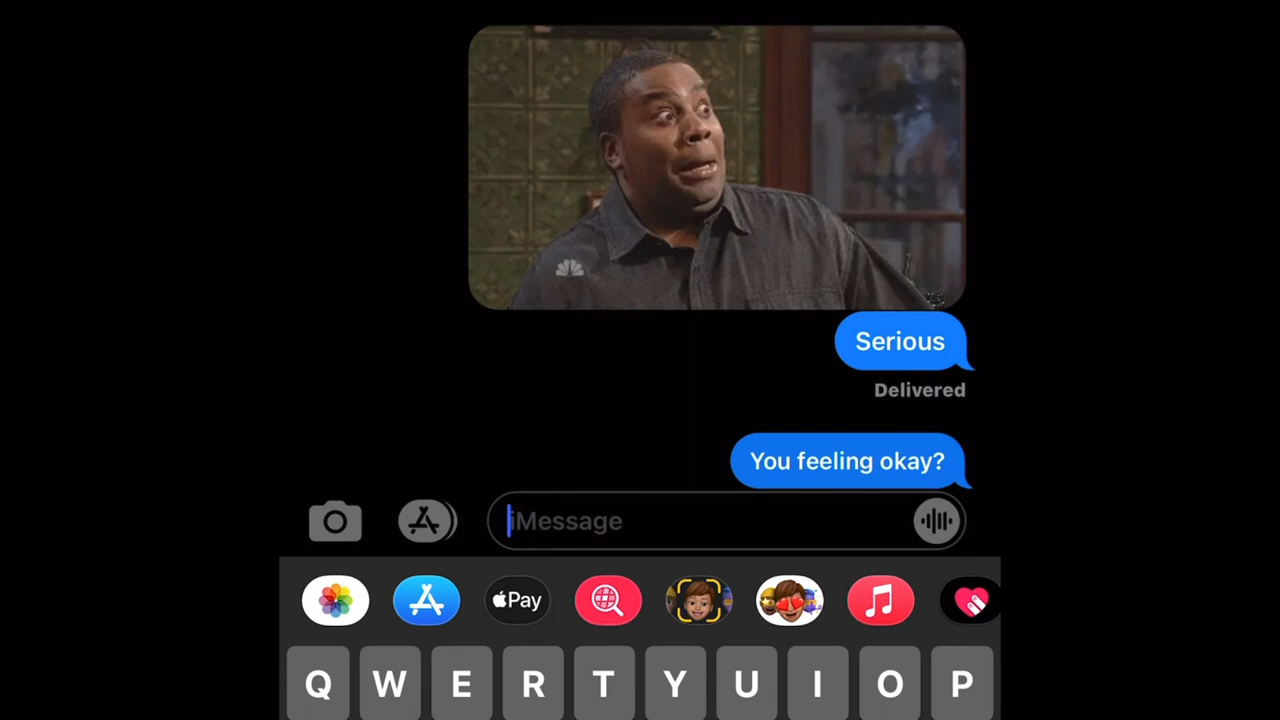 Serious
Delivered
You feeling okay?
iMessage
Pay
Q W E R T Y U I O P